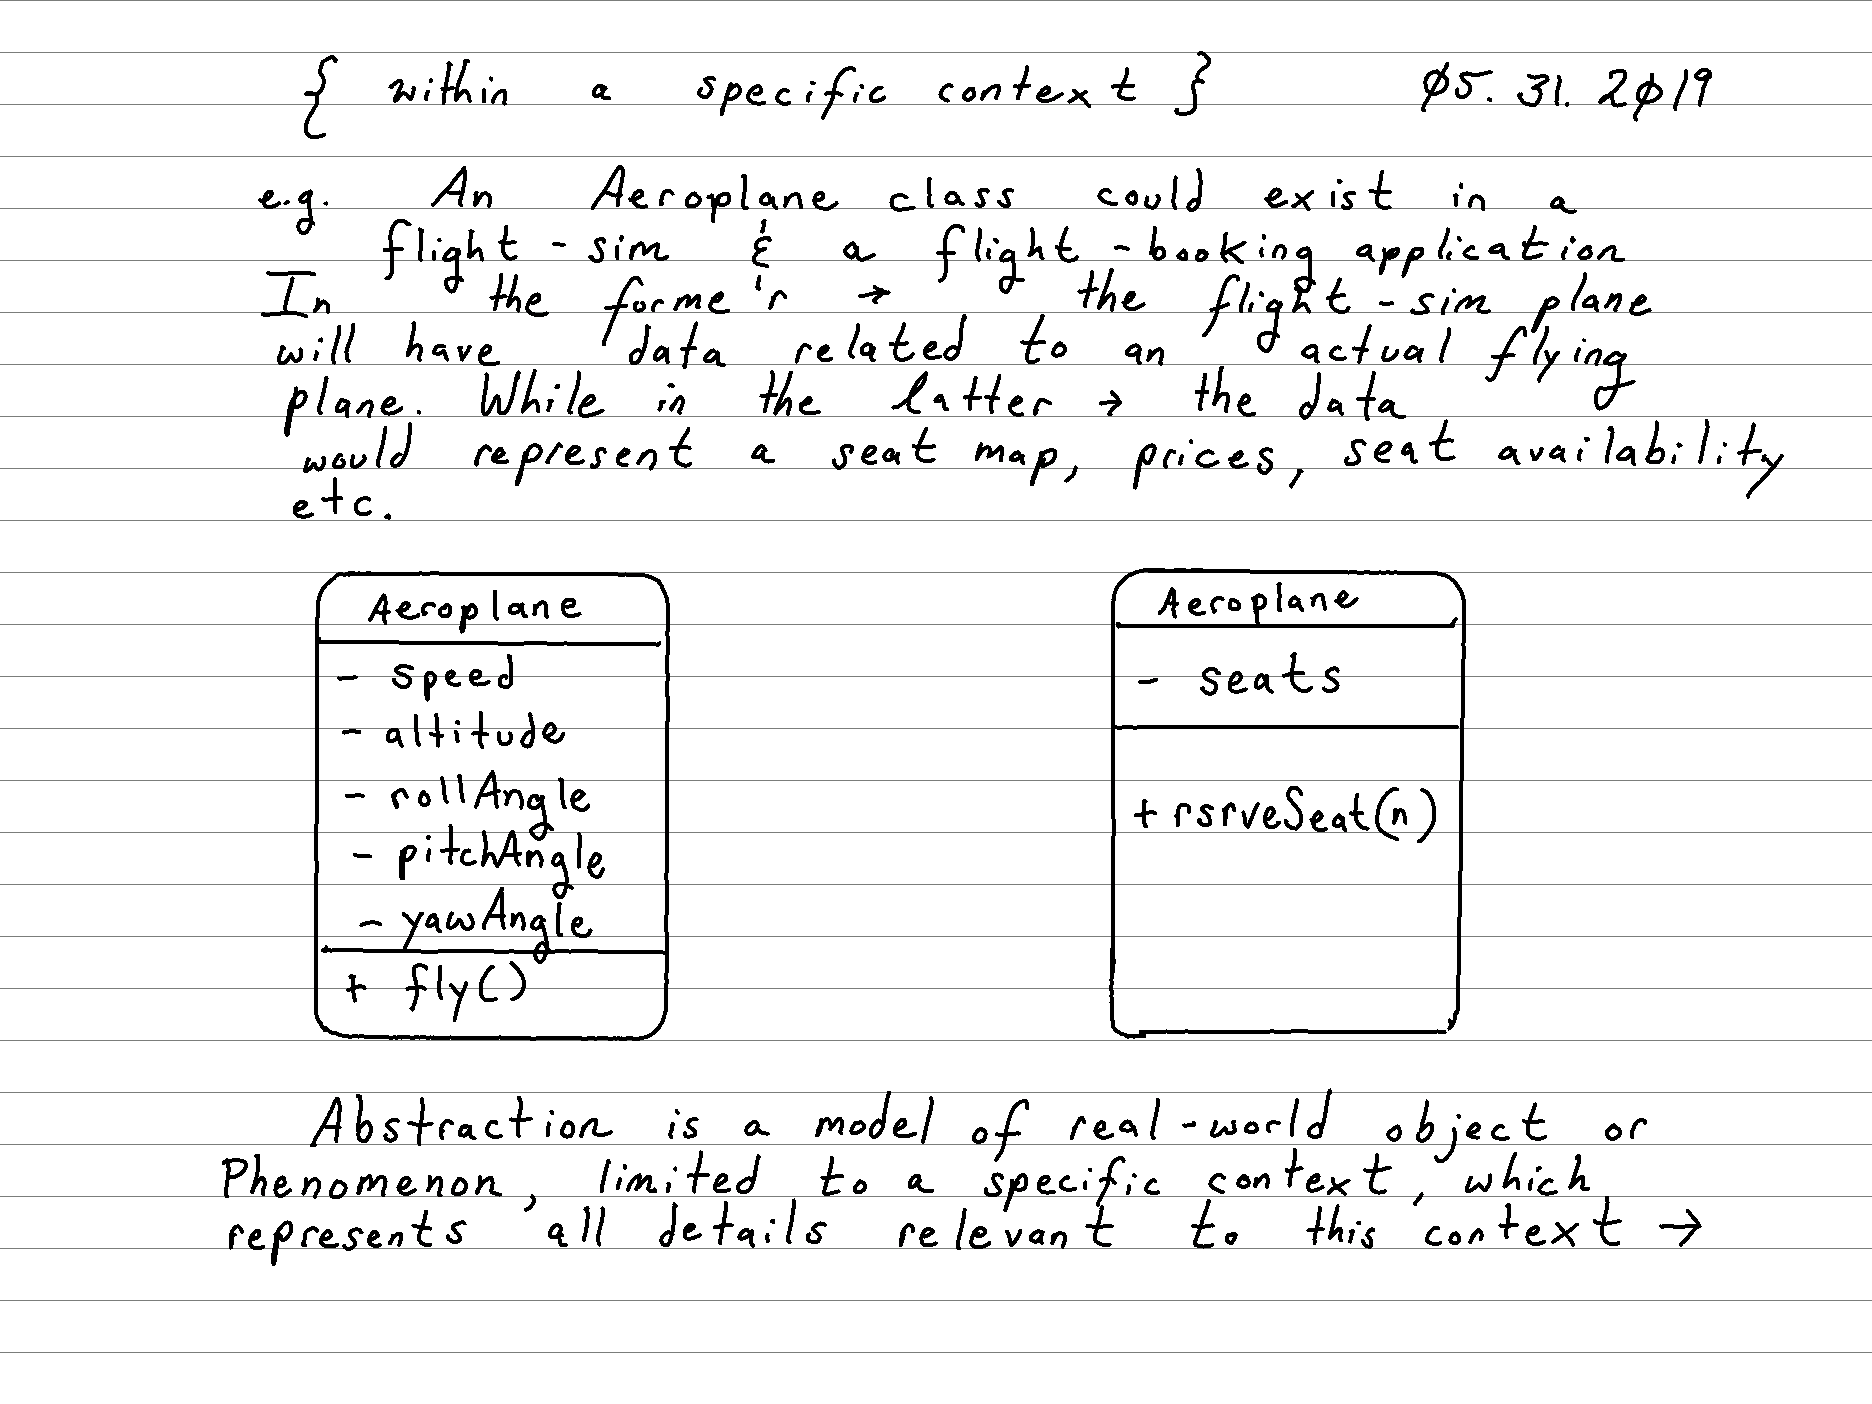 { within a specific context } 05. 31. 2019
e.g. An Aeroplane class could exist in a
flight-sim & a flight-booking application
In the former → the flight-sim plane
will have data related to an actual flying
plane. While in the latter → the data
would represent a seat map, prices, seat availability
etc.
Aeroplane
- speed
- altitude
- rollAngle
- pitchAngle
- yawAngle
+ fly()
Aeroplane
- seats
+ rsrveSeat(n)
Abstraction is a model of real-world object or
Phenomenon, limited to a specific context, which
represents all details relevant to this context →